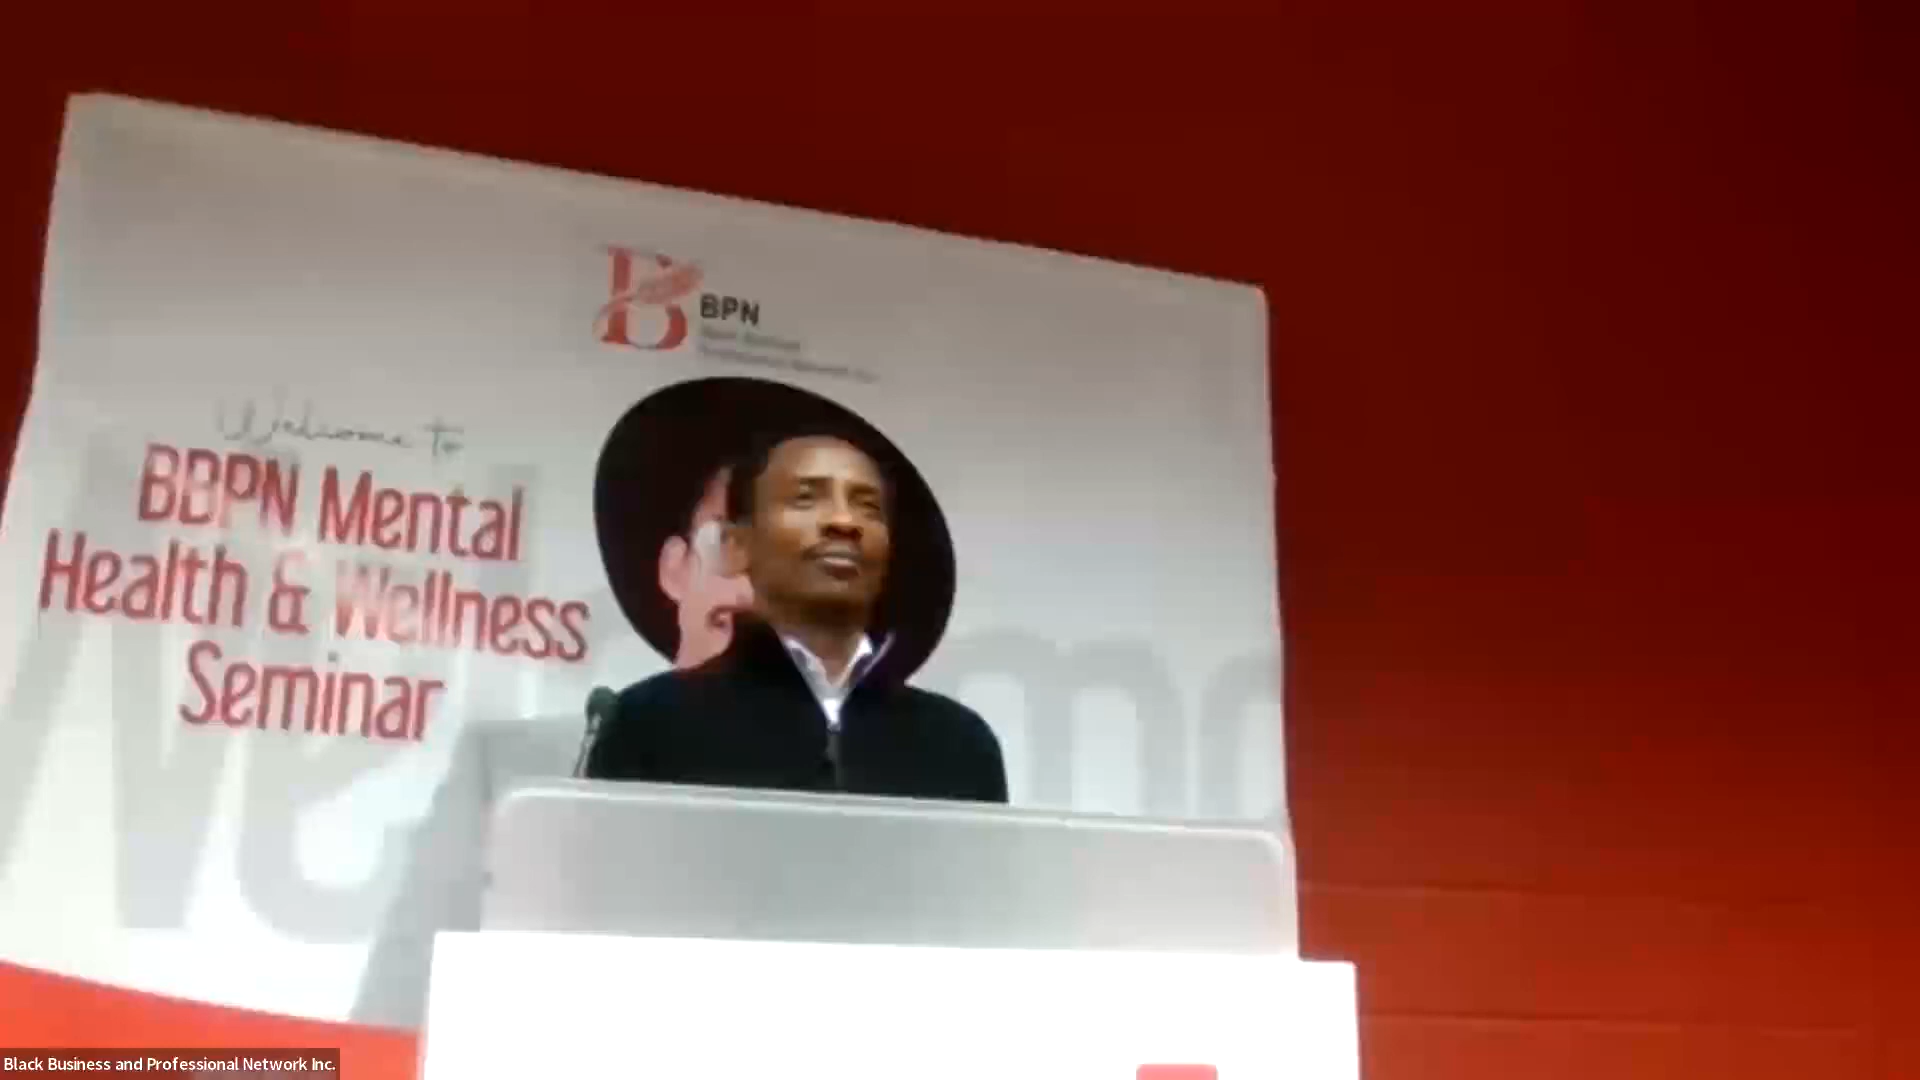 BPN
Welcome to
BBPN Mental
Health & Wellness
Seminar
Black Business and Professional Network Inc.